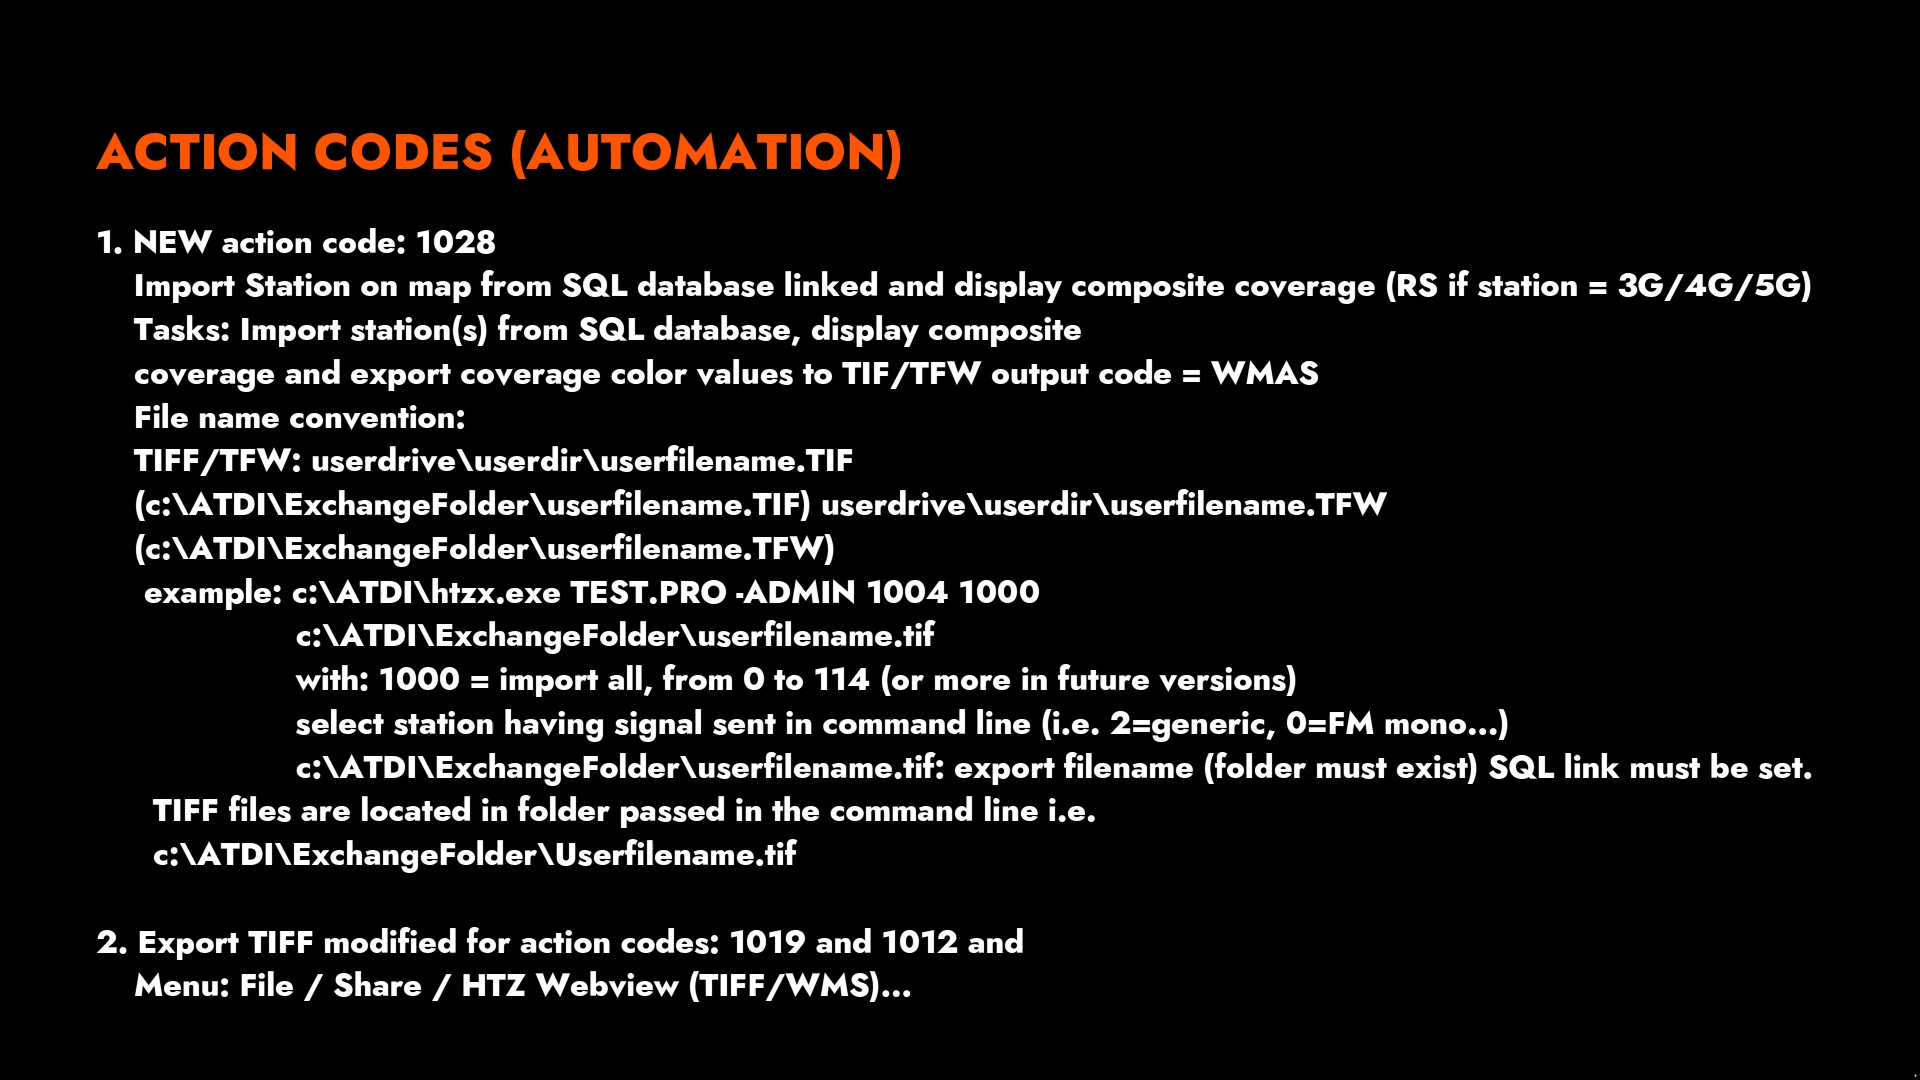 ACTION CODES (AUTOMATION)
1. NEW action code: 1028
Import Station on map from SQL database linked and display composite coverage (RS if station = 3G/4G/5G)
Tasks: Import station(s) from SQL database, display composite
coverage and export coverage color values to TIF/TFW output code = WMAS
File name convention:
TIFF/TFW: userdrive\userdir\userfilename.TIF
(c:\ATDI\ExchangeFolder\userfilename.TIF) userdrive\userdir\userfilename.TFW
(c:\ATDI\ExchangeFolder\userfilename.TFW)
example: c:\ATDI\htzx.exe TEST.PRO -ADMIN 1004 1000
c:\ATDI\ExchangeFolder\userfilename.tif
with: 1000 = import all, from 0 to 114 (or more in future versions)
select station having signal sent in command line (i.e. 2=generic, 0=FM mono...)
c:\ATDI\ExchangeFolder\userfilename.tif: export filename (folder must exist) SQL link must be set.
TIFF files are located in folder passed in the command line i.e.
c:\ATDI\ExchangeFolder\Userfilename.tif
2. Export TIFF modified for action codes: 1019 and 1012 and
Menu: File / Share / HTZ Webview (TIFF/WMS)...